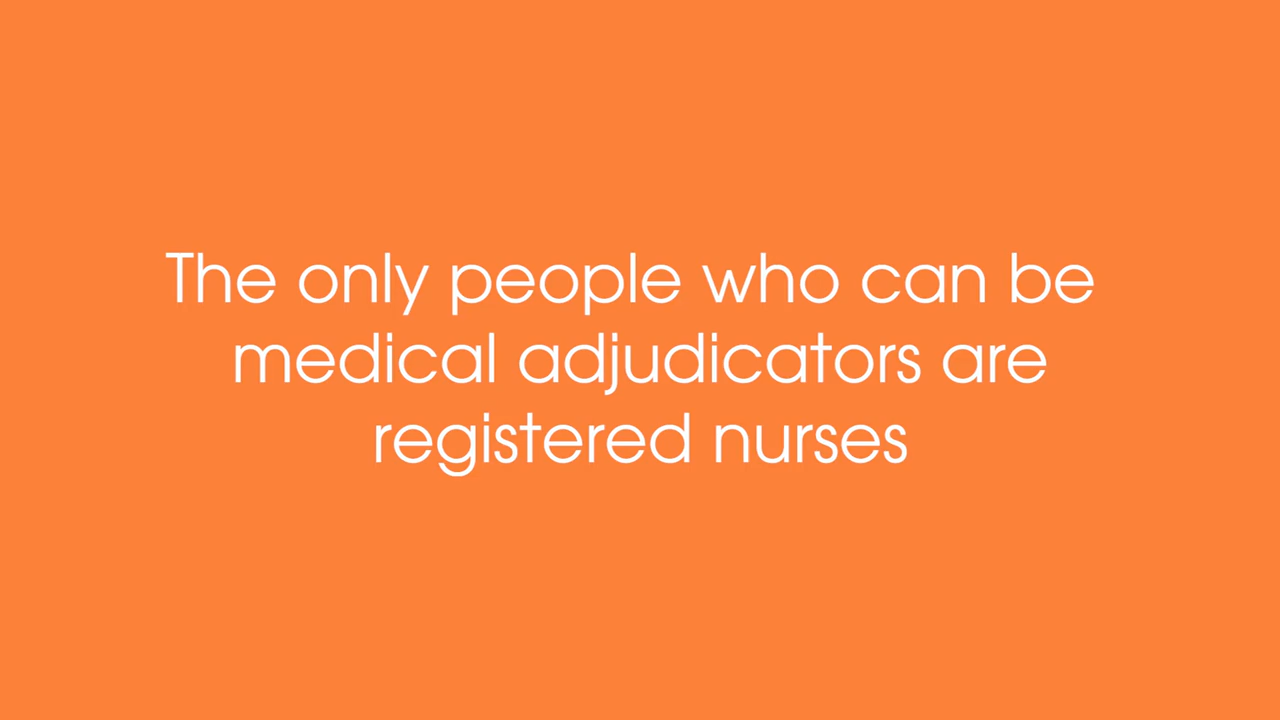 The only people who can be
medical adjudicators are
registered nurses